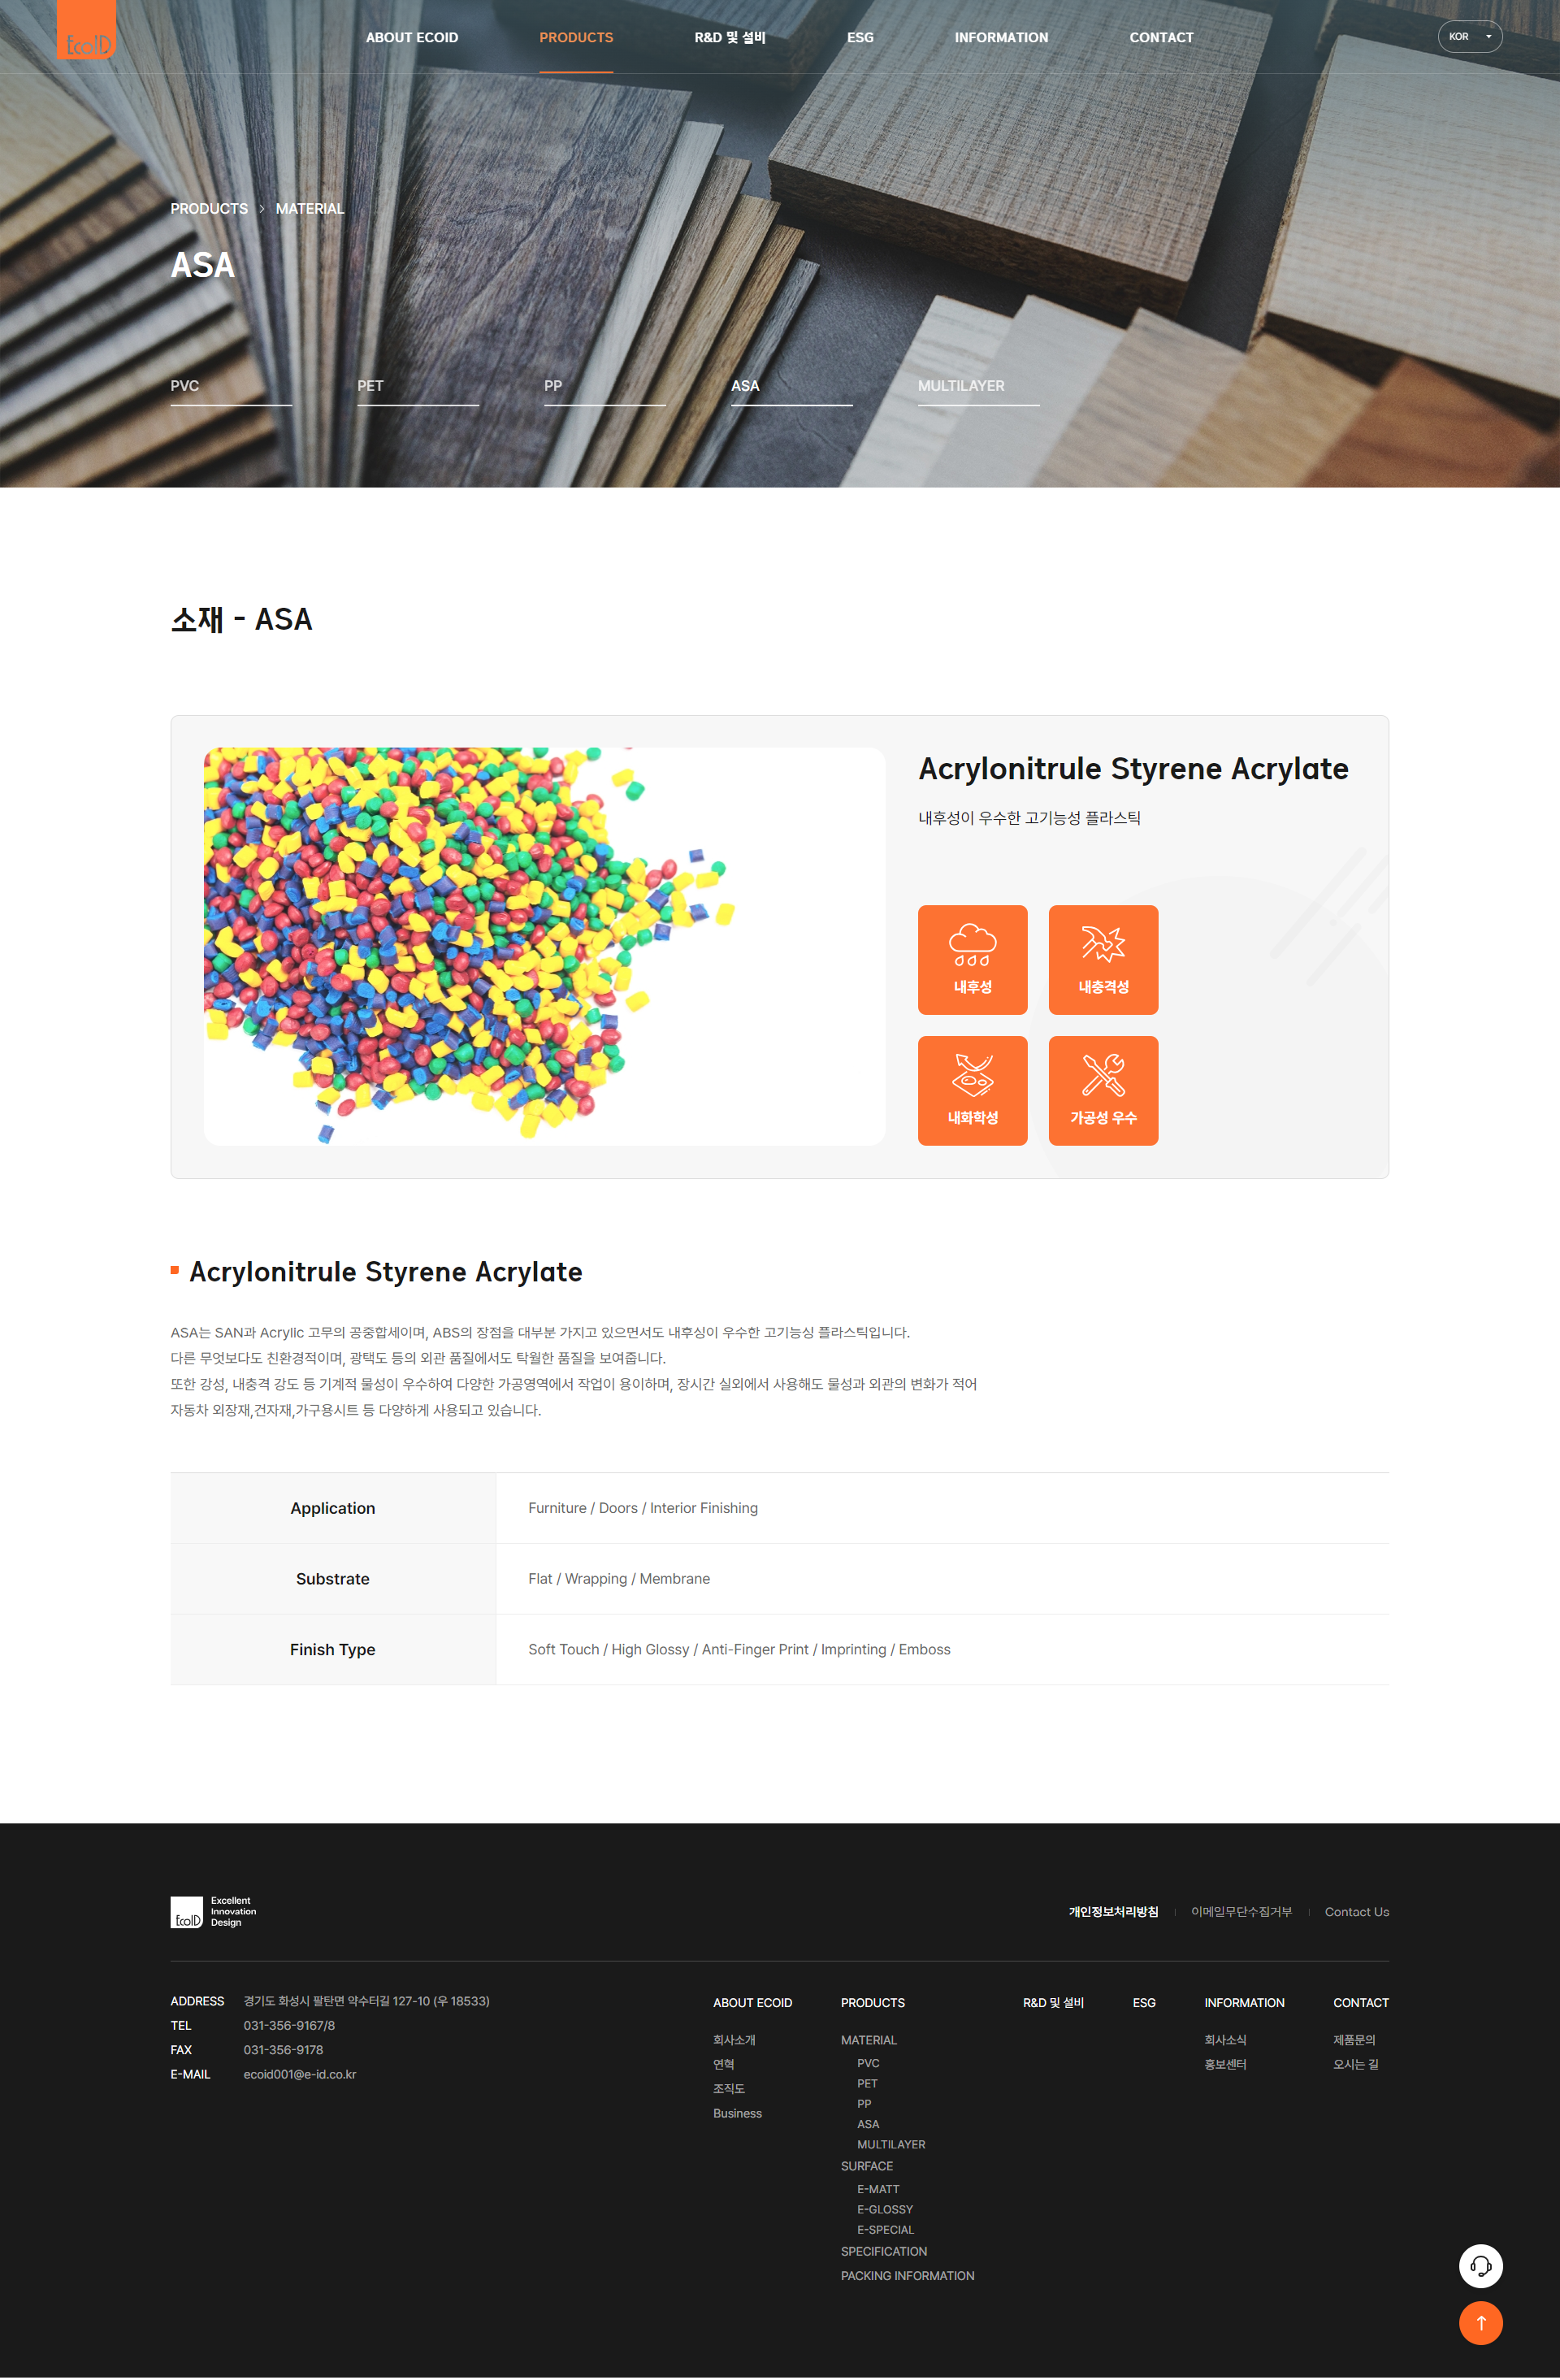 EcoID
ABOUT ECOID
PRODUCTS
R&D 및 설비
ESG
INFORMATION
CONTACT
KOR
PRODUCTS > MATERIAL
ASA
PVC
PET
PP
ASA
MULTILAYER
소재 - ASA
Acrylonitrule Styrene Acrylate
내후성이 우수한 고기능성 플라스틱
내후성
내충격성
내화학성
가공성 우수
Acrylonitrule Styrene Acrylate
ASA는 SAN과 Acryllc 고무의 공중합세이며, ABS의 장점을 대부분 가지고 있으면서도 내후싱이 우수한 고기능싱 플라스틱입니다.
다른 무엇보다도 친환경적이며, 광택도 등의 외관 품질에서도 탁월한 품질을 보여줍니다.
또한 강성, 내충격 강도 등 기계적 물성이 우수하여 다양한 가공영역에서 작업이 용이하며, 장시간 실외에서 사용해도 물성과 외관의 변화가 적어
자동차 외장재,건자재,가구용시트 등 다양하게 사용되고 있습니다.
Application
Furniture / Doors / Interior Finishing
Substrate
Flat / Wrapping / Membrane
Finish Type
Soft Touch / High Glossy / Anti-Finger Print / Imprinting / Emboss
EcoID
Excellent
Innovation
Design
개인정보처리방침
이메일무단수집거부
Contact Us
ADDRESS 경기도 화성시 팔탄면 약수터길 127-10 (우 18533)
TEL 031-356-9167/8
FAX 031-356-9178
E-MAIL ecoid001@e-id.co.kr
ABOUT ECOID
회사소개
연혁
조직도
Business
PRODUCTS
MATERIAL
PVC
PET
PP
ASA
MULTILAYER
SURFACE
E-MATT
E-GLOSSY
E-SPECIAL
SPECIFICATION
PACKING INFORMATION
R&D 및 설비
ESG
INFORMATION
회사소식
홍보센터
CONTACT
제품문의
오시는 길